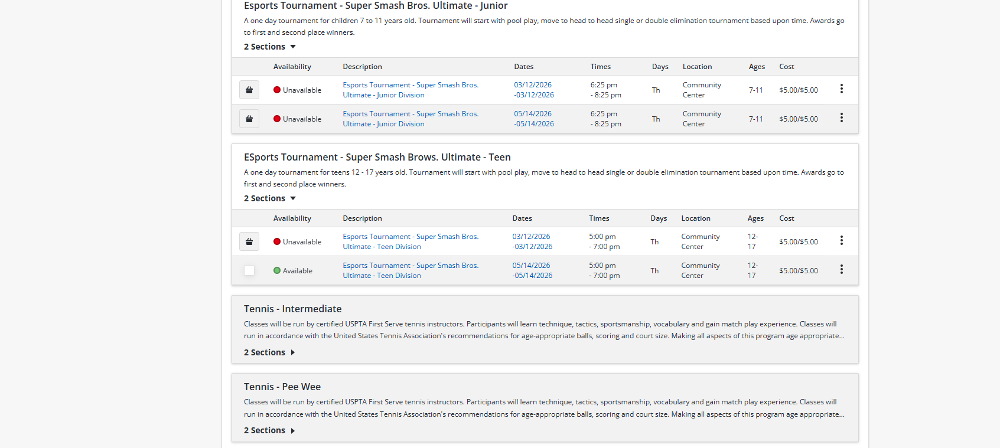 Esports Tournament - Super Smash Bros. Ultimate - Junior
A one day tournament for children 7 to 11 years old. Tournament will start with pool play, move to head to head single or double elimination tournament based upon time. Awards go
to first and second place winners.
2 Sections
Availability Description Dates Times Days Location Ages Cost
Unavailable Esports Tournament - Super Smash Bros. 03/12/2026 6:25 pm Th Community 7-11 $5.00/$5.00
Ultimate - Junior Division -03/12/2026 - 8:25 pm Center
Unavailable Esports Tournament - Super Smash Bros. 05/14/2026 6:25 pm Th Community 7-11 $5.00/$5.00
Ultimate - Junior Division -05/14/2026 - 8:25 pm Center
ESports Tournament - Super Smash Brows. Ultimate - Teen
A one day tournament for teens 12 - 17 years old. Tournament will start with pool play, move to head to head single or double elimination tournament based upon time. Awards go to
first and second place winners.
2 Sections
Availability Description Dates Times Days Location Ages Cost
Unavailable Esports Tournament - Super Smash Bros. 03/12/2026 5:00 pm Th Community 12- $5.00/$5.00
Ultimate - Teen Division -03/12/2026 - 7:00 pm Center 17
Available Esports Tournament - Super Smash Bros. 05/14/2026 5:00 pm Th Community 12- $5.00/$5.00
Ultimate - Teen Division -05/14/2026 - 7:00 pm Center 17
Tennis - Intermediate
Classes will be run by certified USPTA First Serve tennis instructors. Participants will learn technique, tactics, sportsmanship, vocabulary and gain match play experience. Classes will
run in accordance with the United States Tennis Association's recommendations for age-appropriate balls, scoring and court size. Making all aspects of this program age appropriate...
2 Sections
Tennis - Pee Wee
Classes will be run by certified USPTA First Serve tennis instructors. Participants will learn technique, tactics, sportsmanship, vocabulary and gain match play experience. Classes will
run in accordance with the United States Tennis Association's recommendations for age-appropriate balls, scoring and court size. Making all aspects of this program age appropriate...
2 Sections